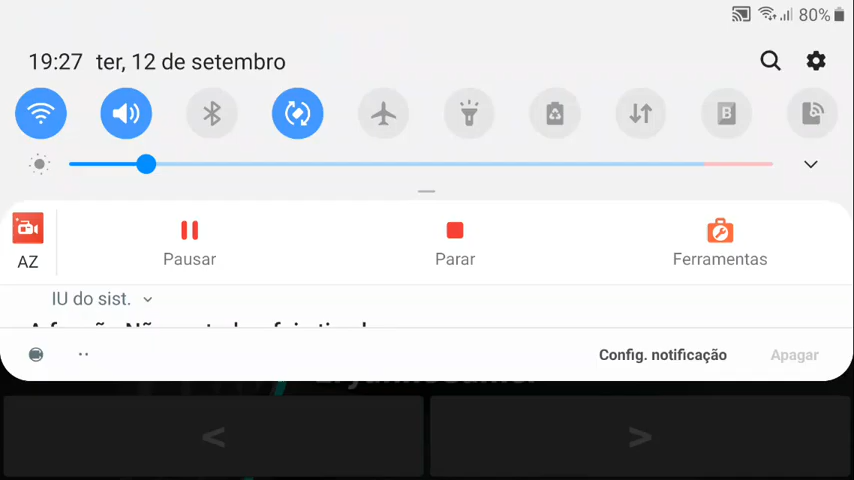 80%
19:27 ter, 12 de setembro
B
AZ
Pausar
Parar
Ferramentas
IU do sist.
Config. notificação
Apagar
<
>